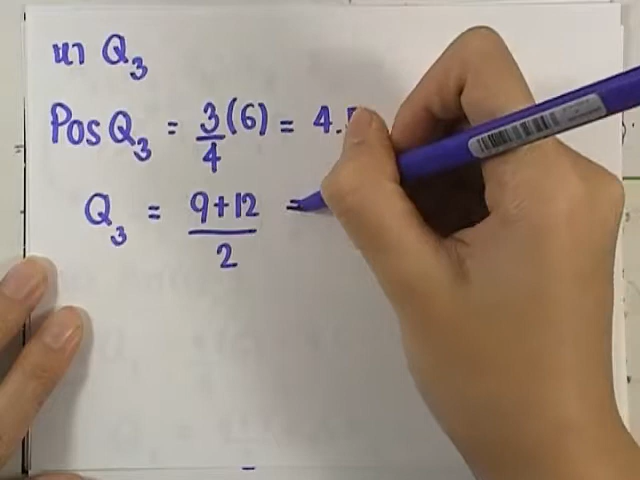 หา Q₃
Pos Q₃ = 3/4 (6) = 4.
Q₃ = 9+12/2 =